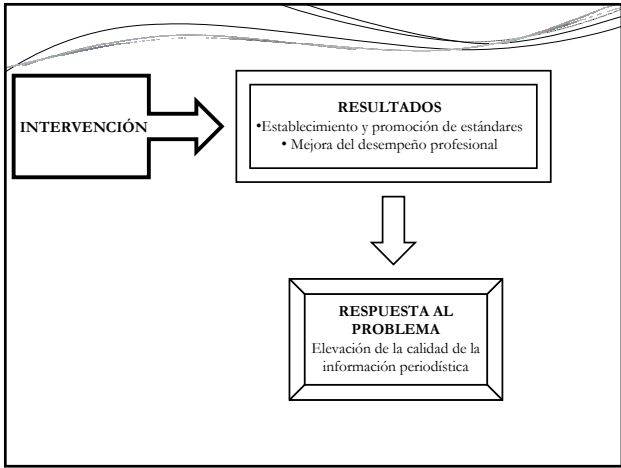 INTERVENCIÓN
RESULTADOS
•Establecimiento y promoción de estándares
• Mejora del desempeño profesional
RESPUESTA AL
PROBLEMA
Elevación de la calidad de la
información periodística